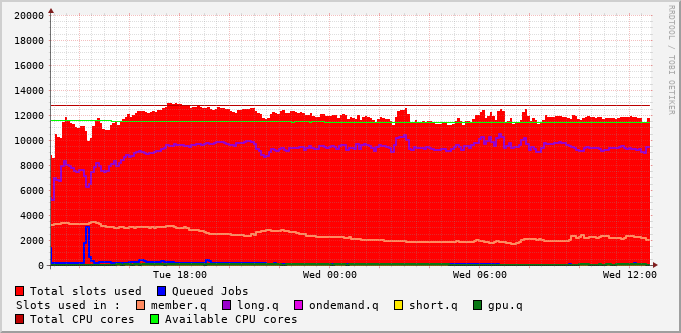 RRDTOOL / TOBI OETIKER
20000
18000
16000
14000
12000
10000
8000
6000
4000
2000
0
Tue 18:00 Wed 00:00 Wed 06:00 Wed 12:00
Total slots used Queued Jobs
Slots used in : member.q long.q ondemand.q short.q gpu.q
Total CPU cores Available CPU cores